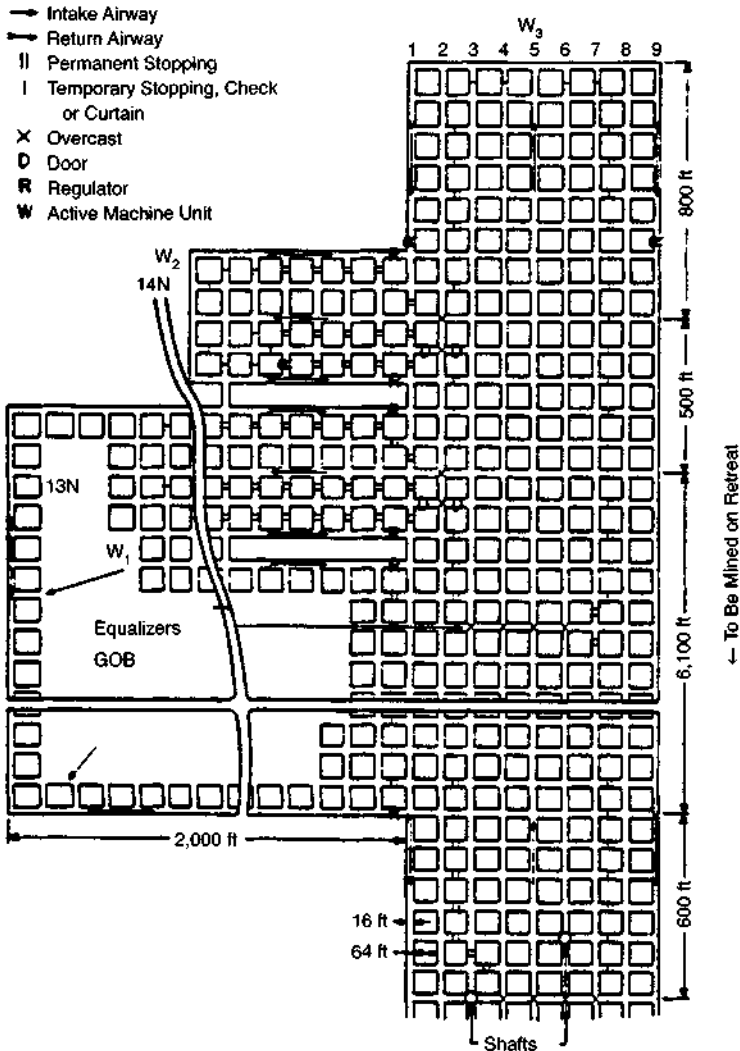 → Intake Airway
Return Airway
|| Permanent Stopping
| Temporary Stopping, Check
or Curtain
X Overcast
D Door
R Regulator
W Active Machine Unit
W₃
1 2 3 4 5 6 7 8 9
800 ft
W₂
14N
500 ft
13N
W₁
Equalizers
GOB
6,100 ft
← To Be Mined on Retreat
2,000 ft
600 ft
16 ft
64 ft
Shafts